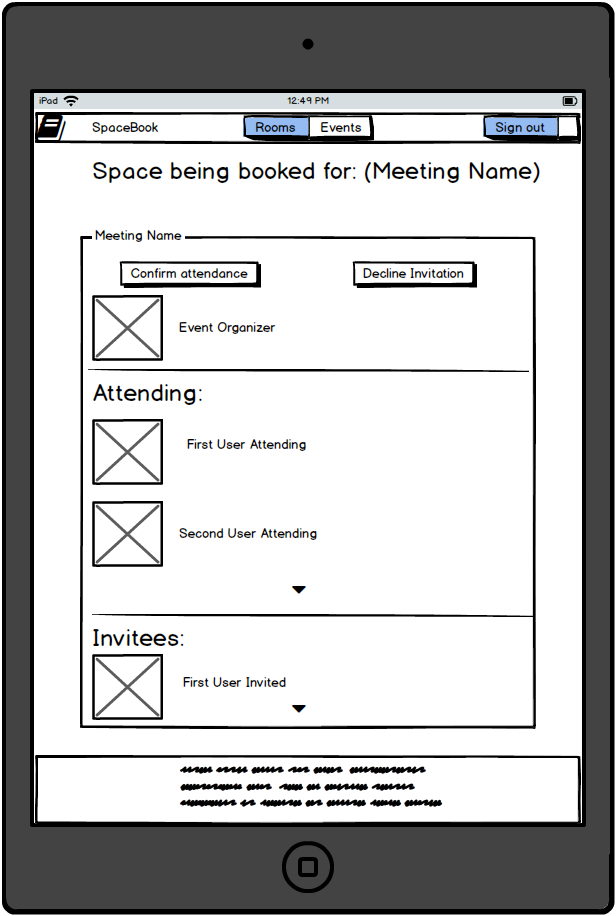 iPad 12:49 PM
SpaceBook Rooms Events Sign out
Space being booked for: (Meeting Name)
Meeting Name
Confirm attendance Decline Invitation
Event Organizer
Attending:
First User Attending
Second User Attending
Invitees:
First User Invited